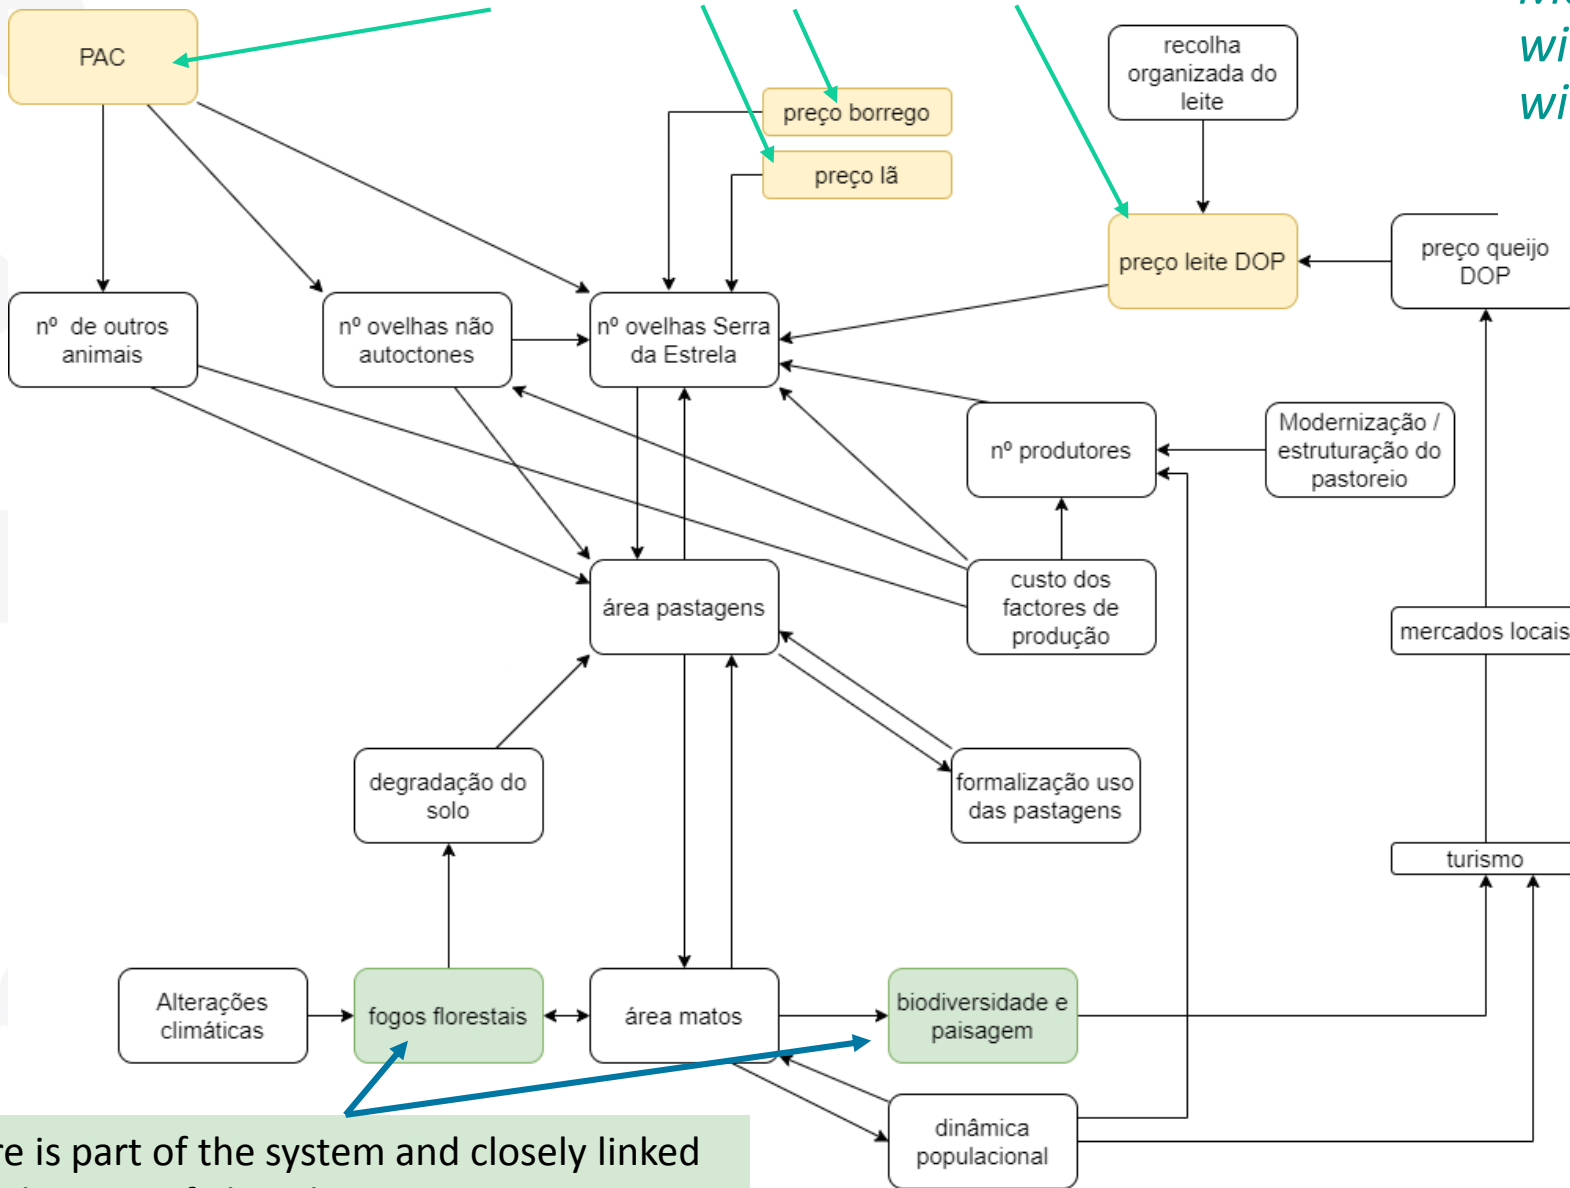 wi
wi
PAC
recolha
organizada do
leite
preço borrego
preço lã
preço leite DOP
preço queijo
DOP
nº de outros
animais
nº ovelhas não
autoctones
nº ovelhas Serra
da Estrela
nº produtores
Modernização /
estruturação do
pastoreio
área pastagens
custo dos
factores de
produção
mercados locais
degradação do
solo
formalização uso
das pastagens
turismo
Alterações
climáticas
fogos florestais
área matos
biodiversidade e
paisagem
dinâmica
populacional
re is part of the system and closely linked